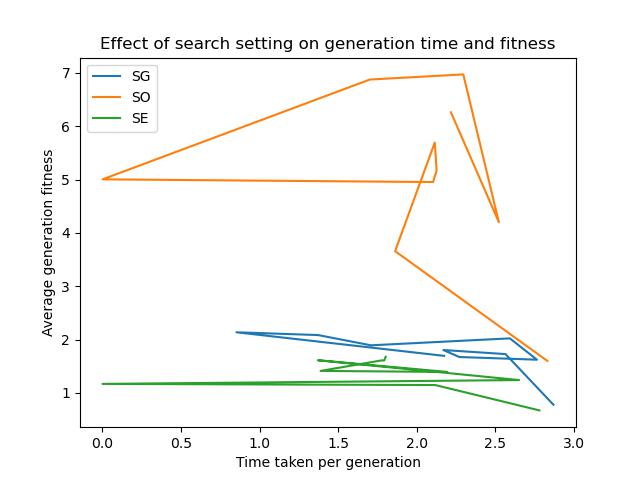 Effect of search setting on generation time and fitness
7
6
5
4
3
2
1
Average generation fitness
SG
SO
SE
0.0 0.5 1.0 1.5 2.0 2.5 3.0
Time taken per generation